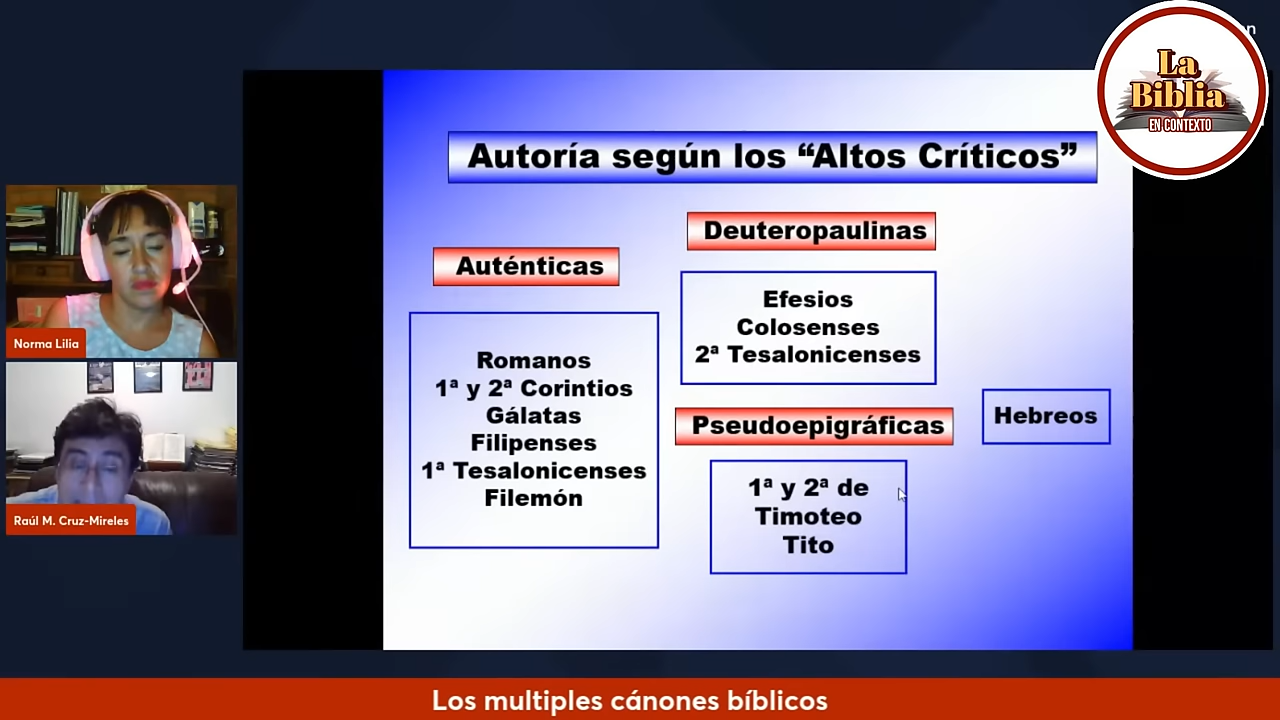 La
Biblia
EN CONTEXTO
Autoría según los “Altos Críticos”
Auténticas
Romanos
1ª y 2ª Corintios
Gálatas
Filipenses
1ª Tesalonicenses
Filemón
Deuteropaulinas
Efesios
Colosenses
2ª Tesalonicenses
Pseudoepigráficas
1ª y 2ª de
Timoteo
Tito
Hebreos
Norma Lilia
Raúl M. Cruz-Mireles
Los multiples cánones bíblicos